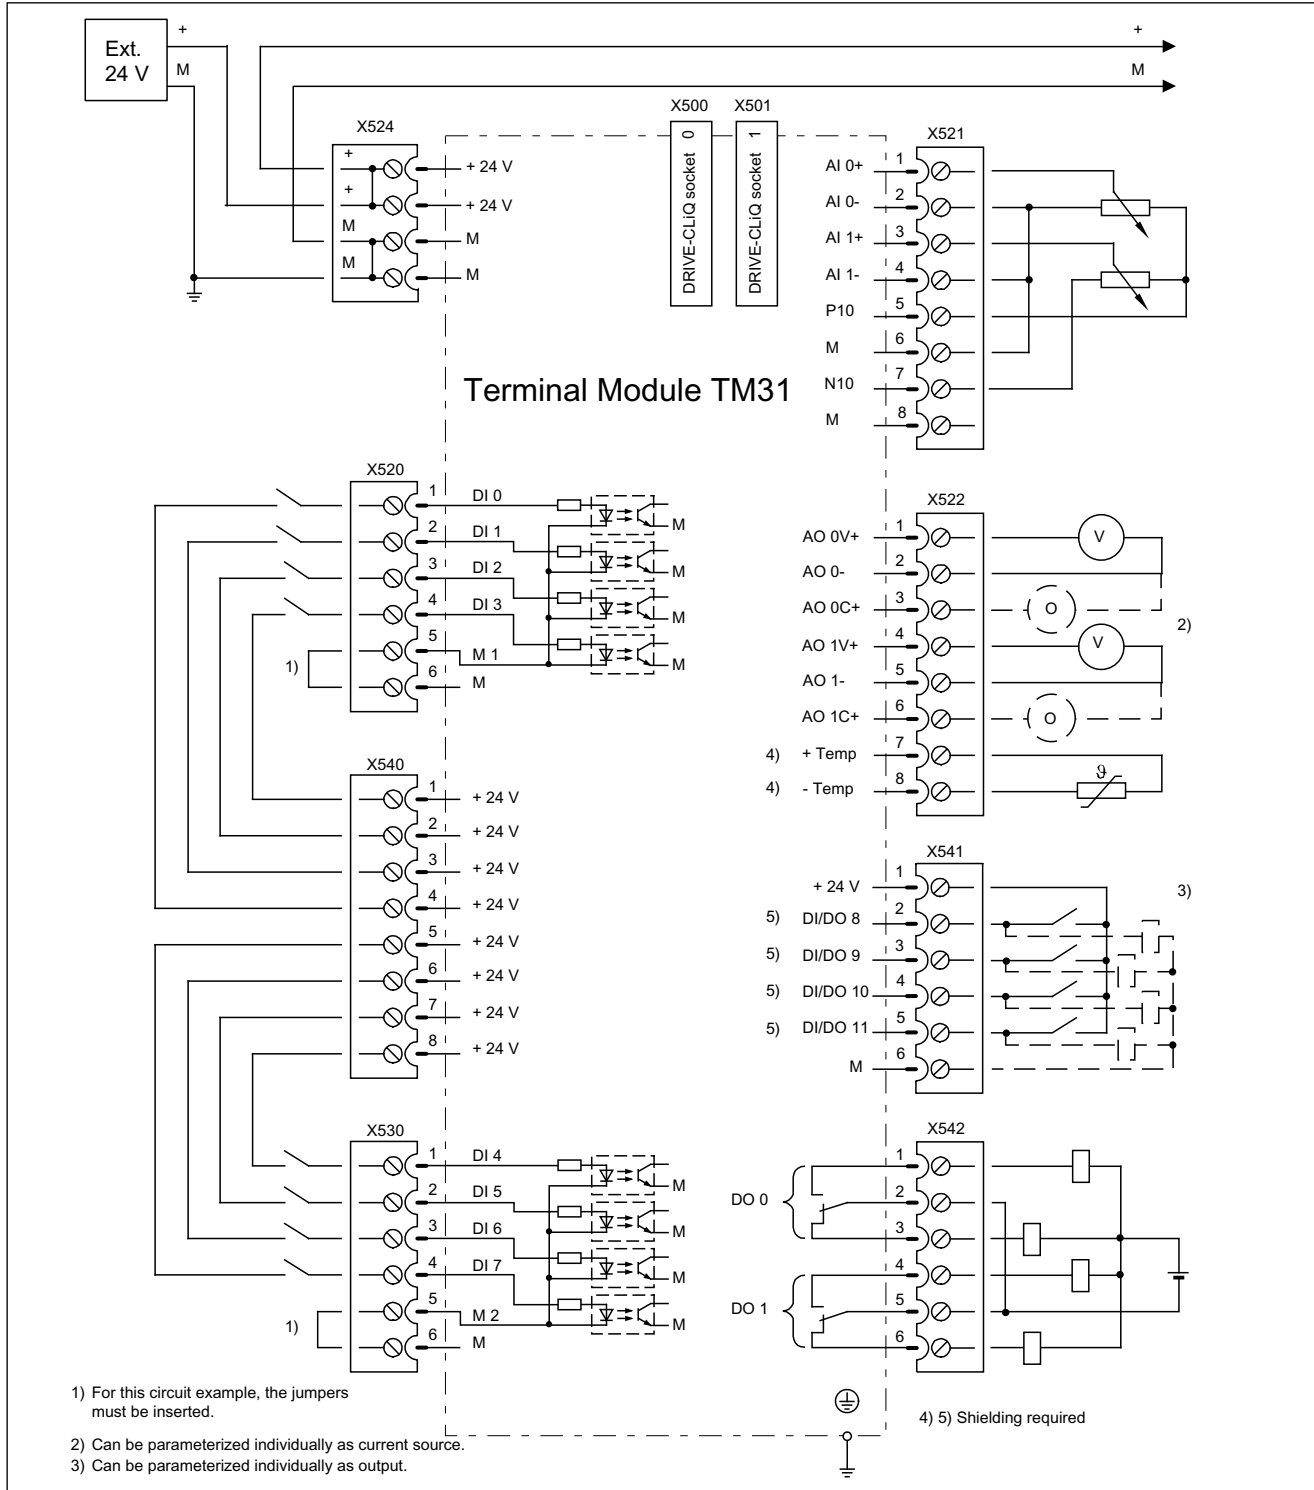 Ext.
24 V
+
M
+
M
X524
+
+
M
M
+ 24 V
+ 24 V
M
M
X500
X501
DRIVE-CLiQ socket 0
DRIVE-CLiQ socket 1
X521
AI 0+ 1
AI 0- 2
AI 1+ 3
AI 1- 4
P10 5
M 6
N10 7
M 8
Terminal Module TM31
X520
1 DI 0
2 DI 1
3 DI 2
4 DI 3
5 M 1
6 M
1)
M
M
M
M
X522
AO 0V+ 1
V
AO 0- 2
AO 0C+ 3
O
2)
AO 1V+ 4
V
AO 1- 5
AO 1C+ 6
O
4) + Temp 7
4) - Temp 8
ϑ
X540
1 + 24 V
2 + 24 V
3 + 24 V
4 + 24 V
5 + 24 V
6 + 24 V
7 + 24 V
8 + 24 V
X541
+ 24 V 1
3)
5) DI/DO 8 2
5) DI/DO 9 3
5) DI/DO 10 4
5) DI/DO 11 5
M 6
X530
1 DI 4
2 DI 5
3 DI 6
4 DI 7
5 M 2
6 M
1)
M
M
M
M
X542
DO 0
1
2
3
DO 1
4
5
6
1) For this circuit example, the jumpers
must be inserted.
2) Can be parameterized individually as current source.
3) Can be parameterized individually as output.
4) 5) Shielding required